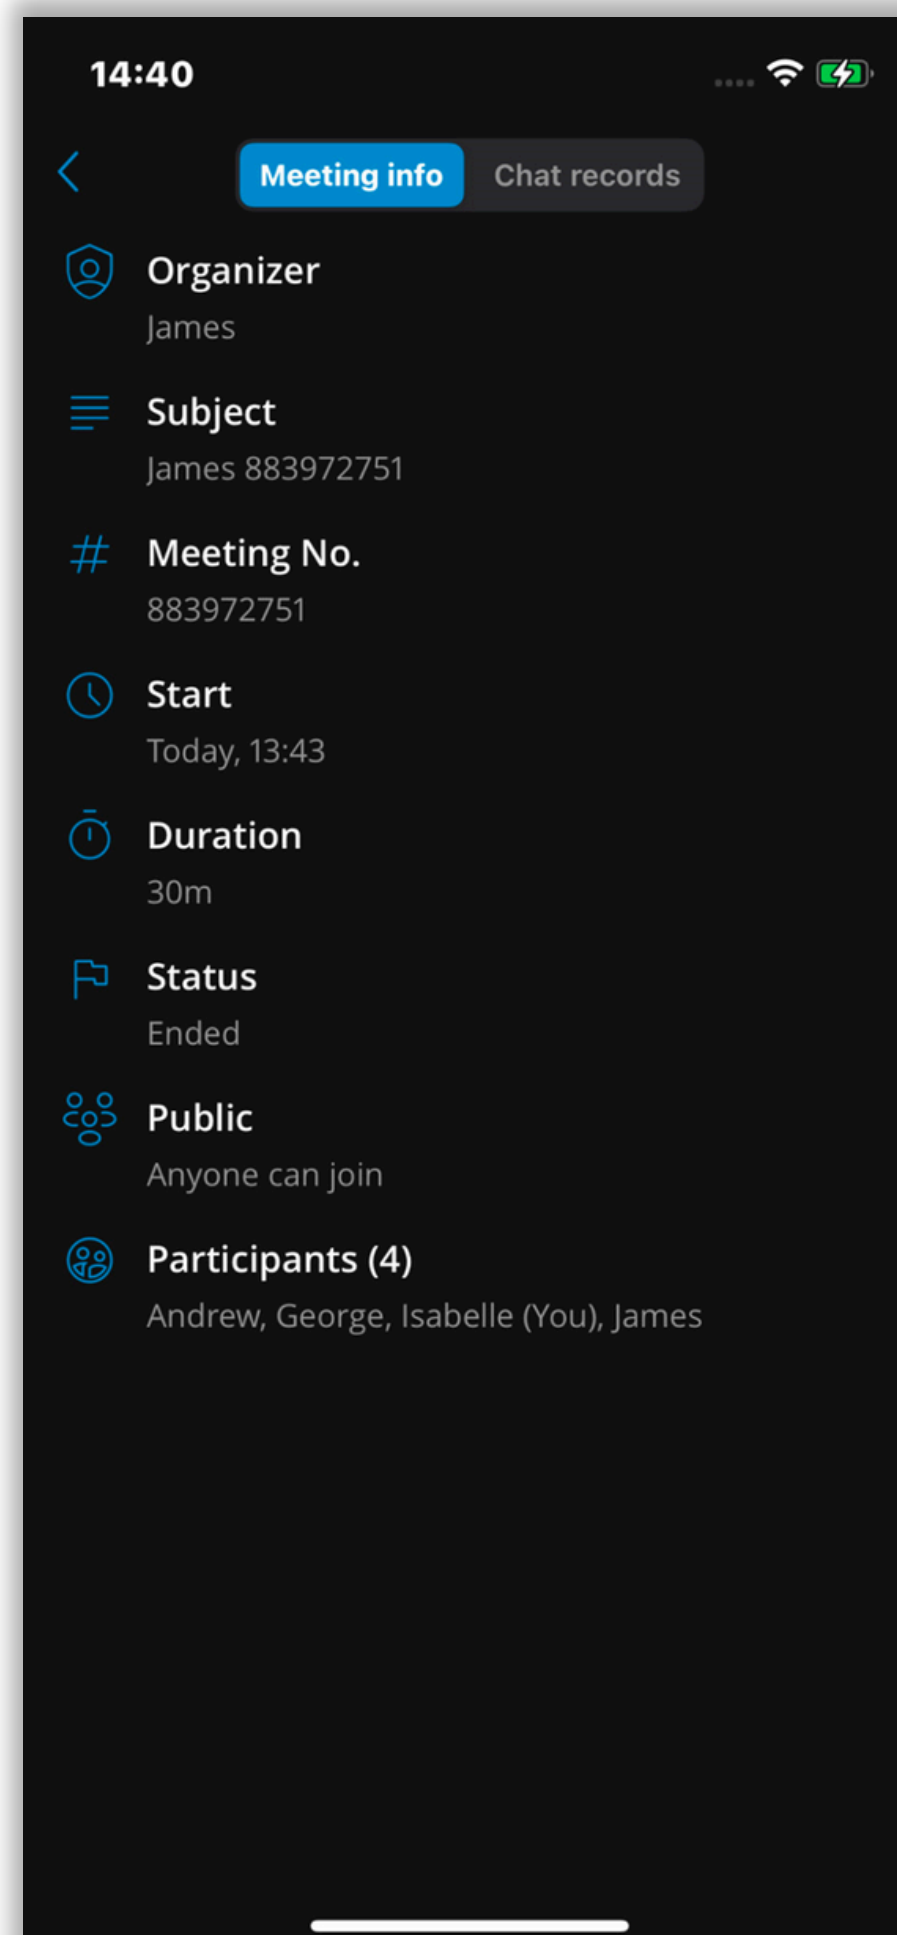 14:40
Meeting info Chat records
Organizer
James
Subject
James 883972751
Meeting No.
883972751
Start
Today, 13:43
Duration
30m
Status
Ended
Public
Anyone can join
Participants (4)
Andrew, George, Isabelle (You), James